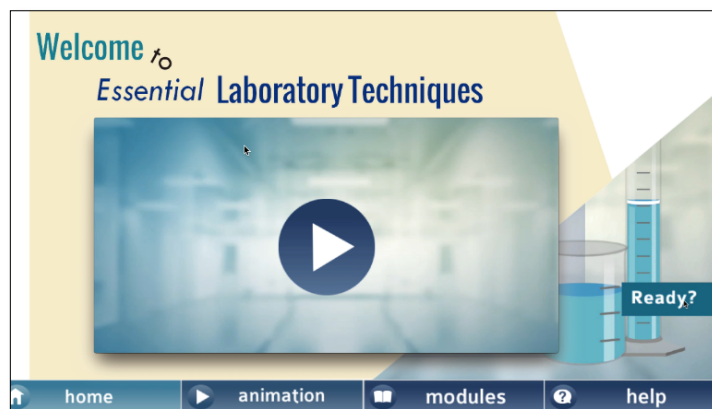 Welcome to
Essential Laboratory Techniques
Ready?
home animation modules help